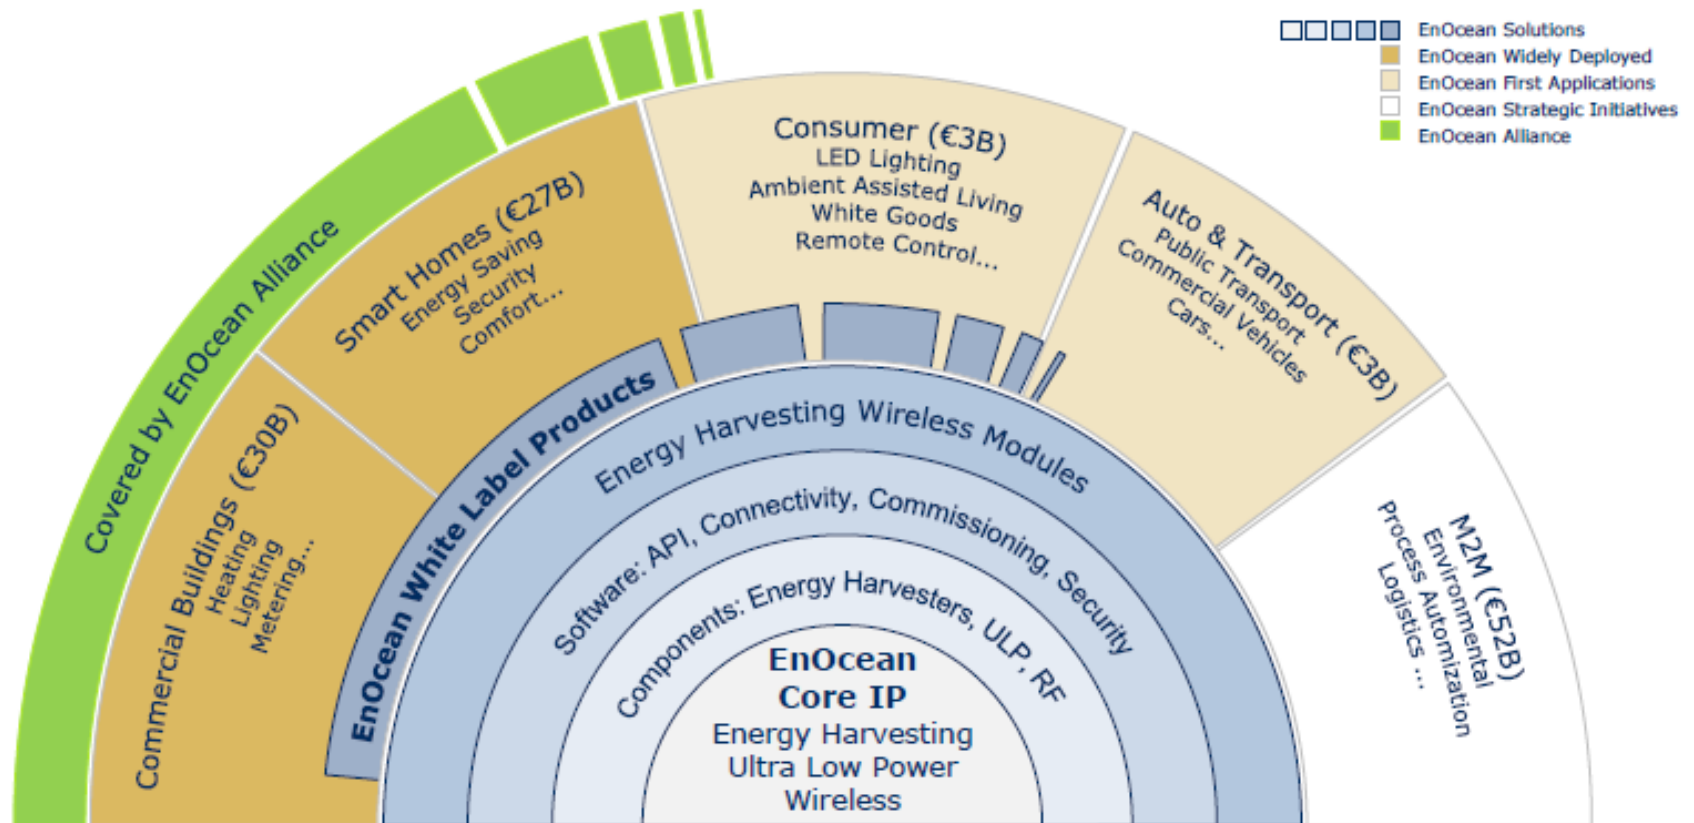 EnOcean Solutions
EnOcean Widely Deployed
EnOcean First Applications
EnOcean Strategic Initiatives
EnOcean Alliance
Covered by EnOcean Alliance
Commercial Buildings (€30B)
Heating
Lighting
Metering...
Smart Homes (€27B)
Energy Saving
Security
Comfort...
Consumer (€3B)
LED Lighting
Ambient Assisted Living
White Goods
Remote Control...
Auto & Transport (€3B)
Public Transport
Commercial Vehicles
Cars...
M2M (€52B)
Environmental
Process Automization
Logistics ...
EnOcean White Label Products
Energy Harvesting Wireless Modules
Software: API, Connectivity, Commissioning, Security
Components: Energy Harvesters, ULP, RF
EnOcean
Core IP
Energy Harvesting
Ultra Low Power
Wireless